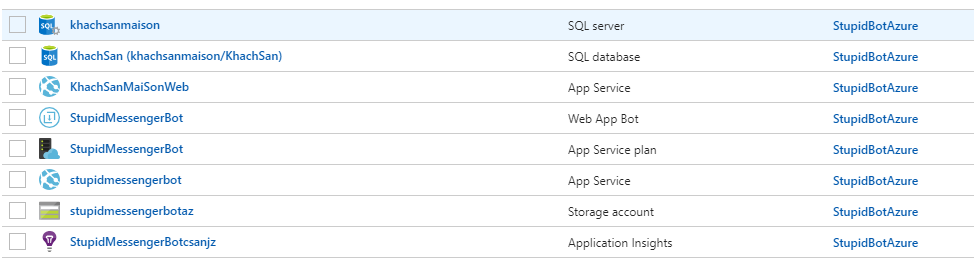 khachsanmaison SQL server StupidBotAzure
KhachSan (khachsanmaison/KhachSan) SQL database StupidBotAzure
KhachSanMaiSonWeb App Service StupidBotAzure
StupidMessengerBot Web App Bot StupidBotAzure
StupidMessengerBot App Service plan StupidBotAzure
stupidmessengerbot App Service StupidBotAzure
stupidmessengerbotaz Storage account StupidBotAzure
StupidMessengerBotcsanjz Application Insights StupidBotAzure